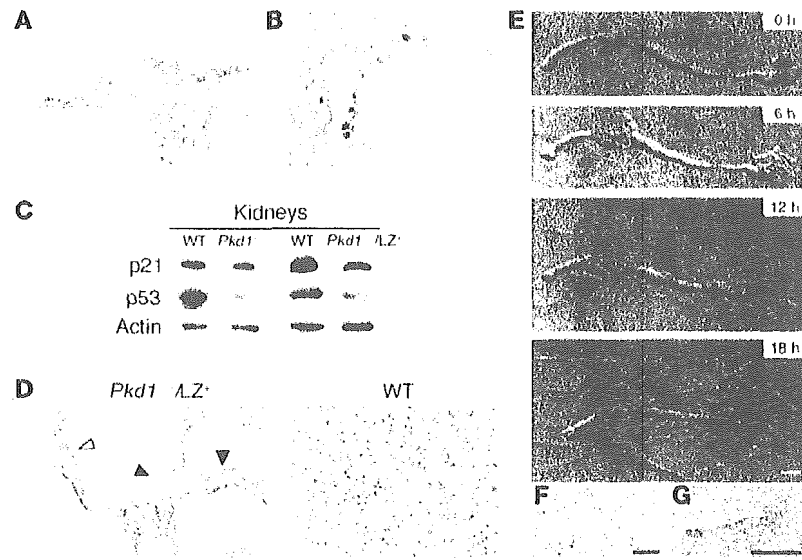 A
B
C
Kidneys
WT Pkd1 WT Pkd1 /LZ+
p21
p53
Actin
D
Pkd1 /LZ+
WT
E
0 h
6 h
12 h
18 h
F
G